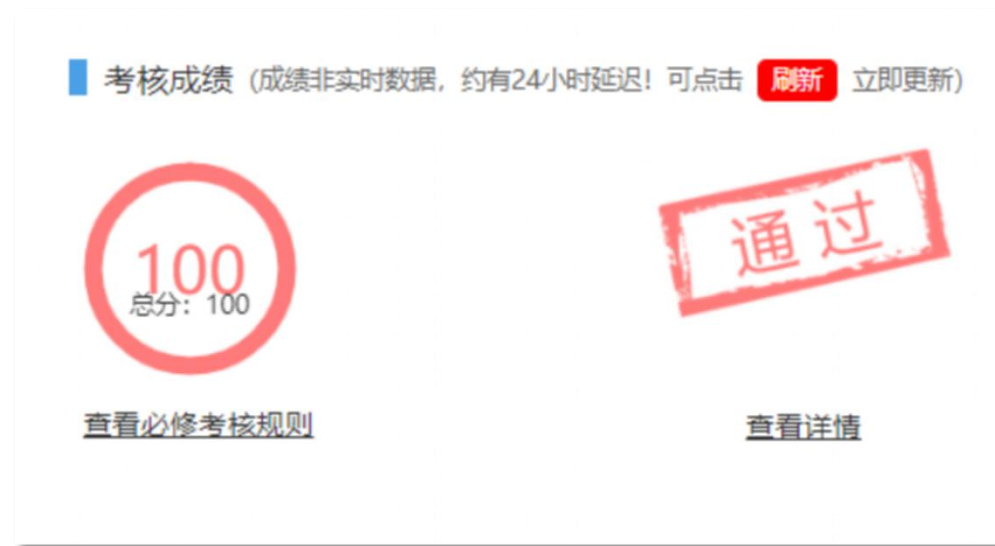 考核成绩 (成绩非实时数据，约有24小时延迟！可点击 刷新 立即更新)
100
总分：100
通过
查看必修考核规则
查看详情